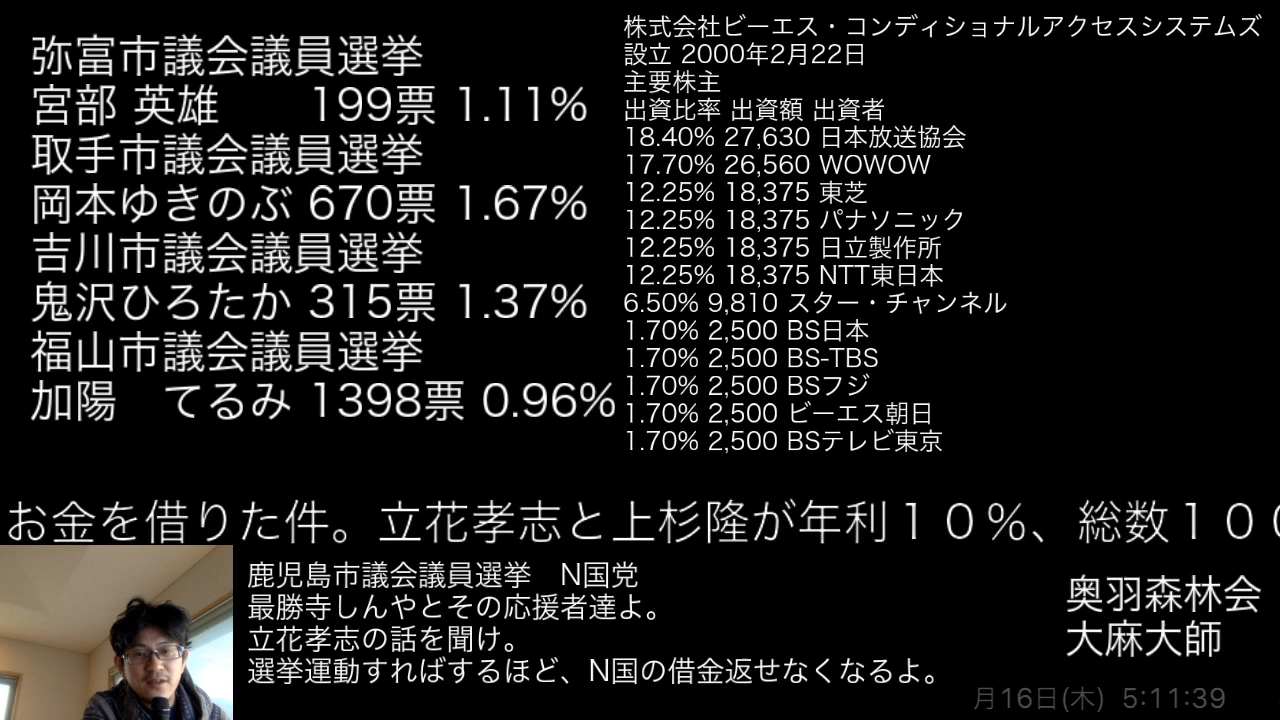 弥富市議会議員選挙
宮部 英雄　　199票 1.11%
取手市議会議員選挙
岡本ゆきのぶ 670票 1.67%
吉川市議会議員選挙
鬼沢ひろたか 315票 1.37%
福山市議会議員選挙
加陽　てるみ 1398票 0.96%
株式会社ビーエス・コンディショナルアクセスシステムズ
設立 2000年2月22日
主要株主
出資比率 出資額 出資者
18.40% 27,630 日本放送協会
17.70% 26,560 WOWOW
12.25% 18,375 東芝
12.25% 18,375 パナソニック
12.25% 18,375 日立製作所
12.25% 18,375 NTT東日本
6.50% 9,810 スター・チャンネル
1.70% 2,500 BS日本
1.70% 2,500 BS-TBS
1.70% 2,500 BSフジ
1.70% 2,500 ビーエス朝日
1.70% 2,500 BSテレビ東京
お金を借りた件。立花孝志と上杉隆が年利１０％、総数１０
鹿児島市議会議員選挙　N国党
最勝寺しんやとその応援者達よ。
立花孝志の話を聞け。
選挙運動すればするほど、N国の借金返せなくなるよ。
奥羽森林会
大麻大師
月16日(木) 5:11:39